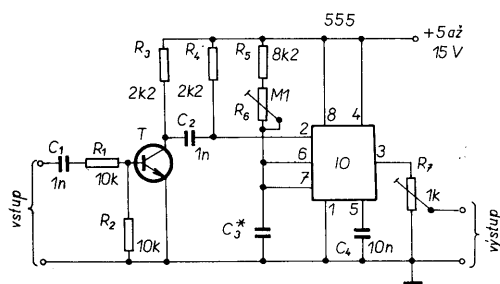 555
+5 až
15 V
R3
R4
R5
8k2
2k2
2k2
M1
R6
8
4
C2
1n
2
T
C1
R1
1n
10k
6
IO
3
R7
7
1k
vstup
R2
10k
C3*
1
5
C4
10n
výstup